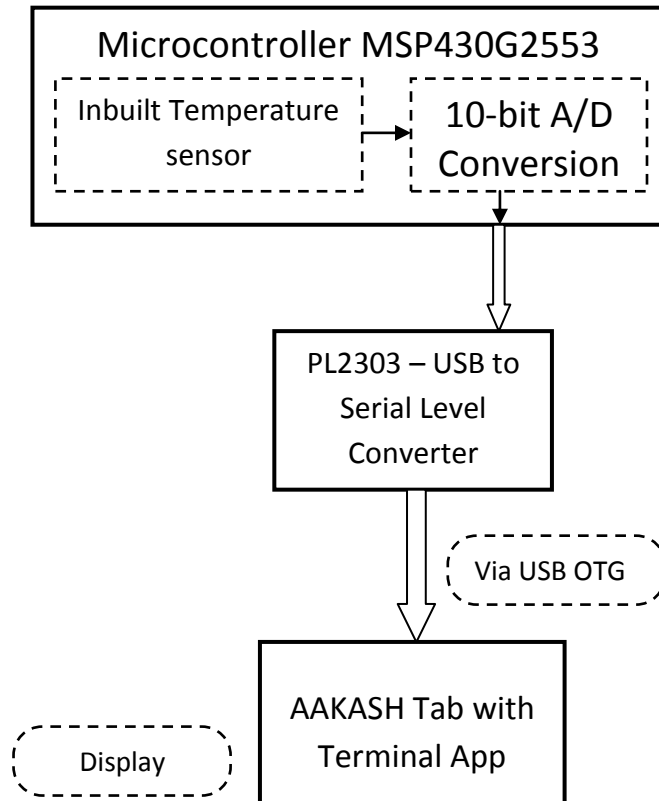 Microcontroller MSP430G2553
Inbuilt Temperature
sensor
10-bit A/D
Conversion
PL2303 – USB to
Serial Level
Converter
Via USB OTG
AAKASH Tab with
Terminal App
Display